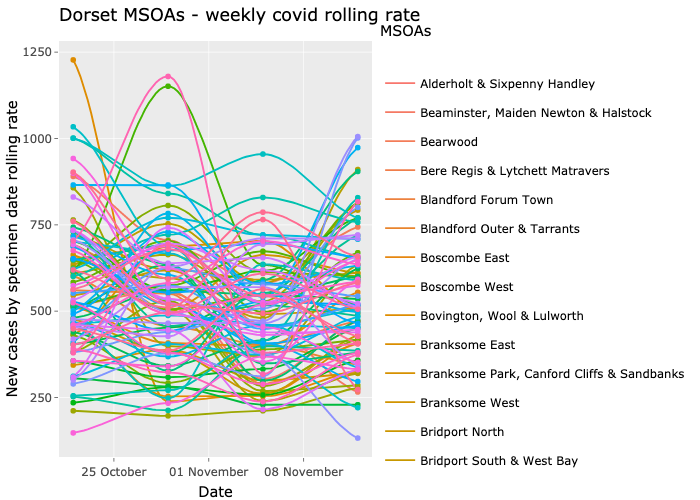 Dorset MSOAs - weekly covid rolling rate
MSOAs
New cases by specimen date rolling rate
1250
1000
750
500
250
25 October
01 November
08 November
Date
Alderholt & Sixpenny Handley
Beaminster, Maiden Newton & Halstock
Bearwood
Bere Regis & Lytchett Matravers
Blandford Forum Town
Blandford Outer & Tarrants
Boscombe East
Boscombe West
Bovington, Wool & Lulworth
Branksome East
Branksome Park, Canford Cliffs & Sandbanks
Branksome West
Bridport North
Bridport South & West Bay